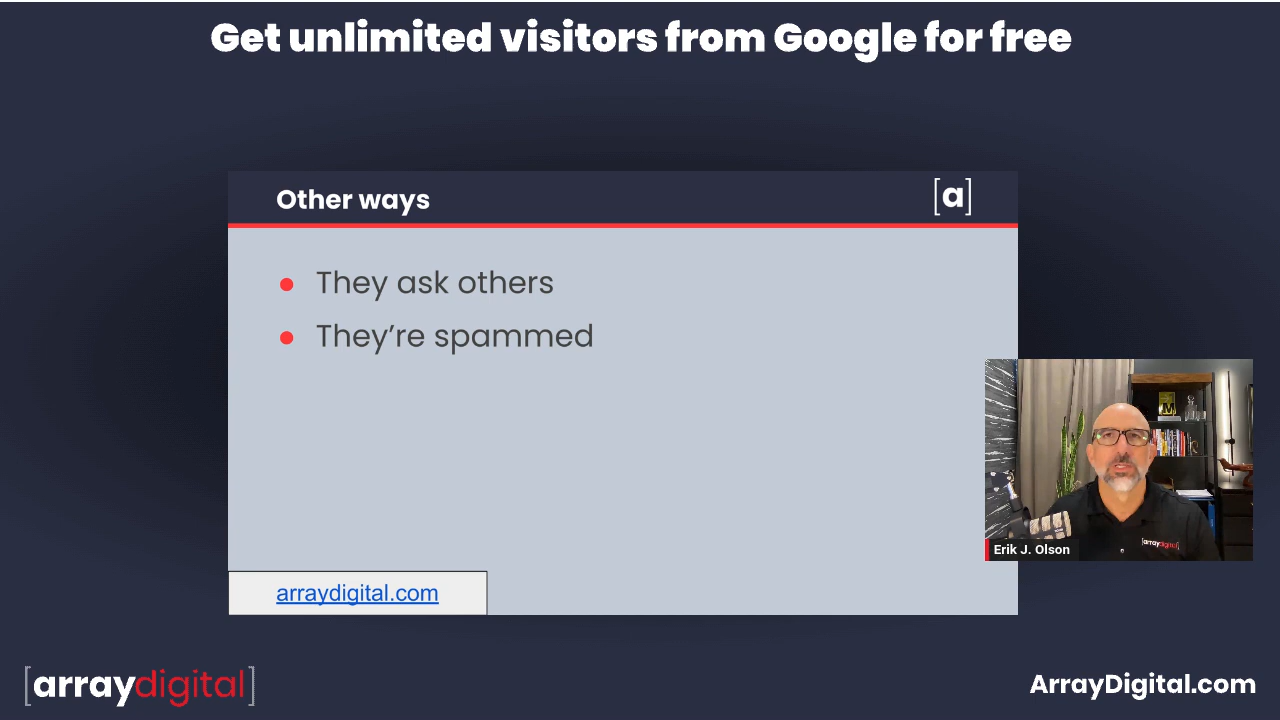 Get unlimited visitors from Google for free
Other ways
[a]
● They ask others
● They’re spammed
Erik J. Olson
[arraydigital]
arraydigital.com
[arraydigital]
ArrayDigital.com